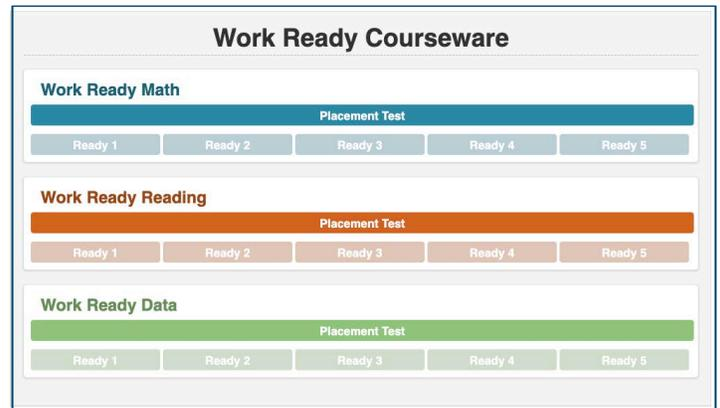 Work Ready Courseware
Work Ready Math
Placement Test
Ready 1 Ready 2 Ready 3 Ready 4 Ready 5
Work Ready Reading
Placement Test
Ready 1 Ready 2 Ready 3 Ready 4 Ready 5
Work Ready Data
Placement Test
Ready 1 Ready 2 Ready 3 Ready 4 Ready 5